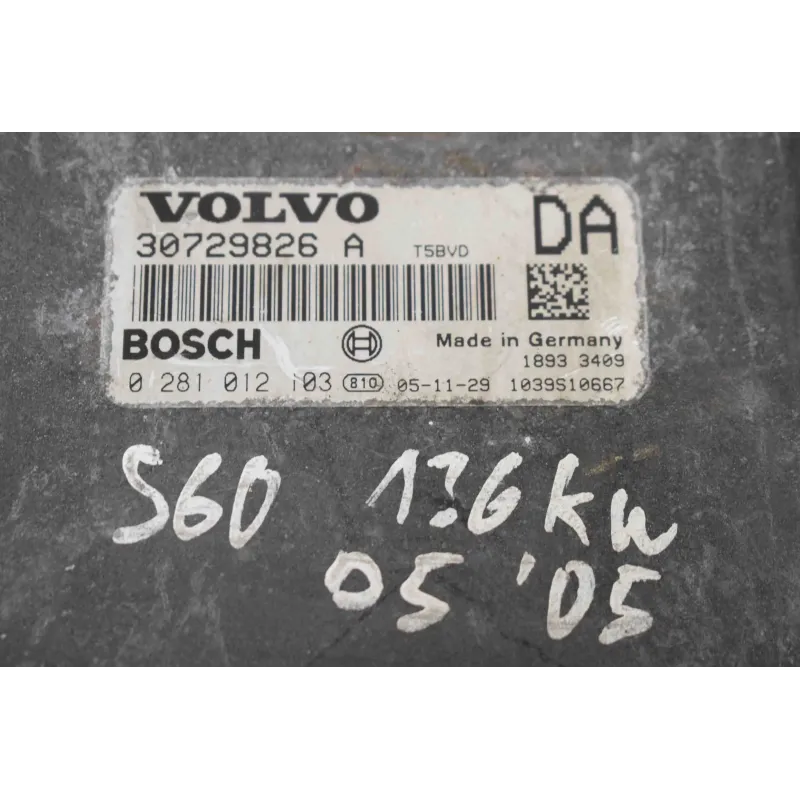 VOLVO DA
30729826 A T5BVD
BOSCH Made in Germany
1893 3409
0 281 012 103 810 05-11-29 1039S10667
S60 136kw
05 '05